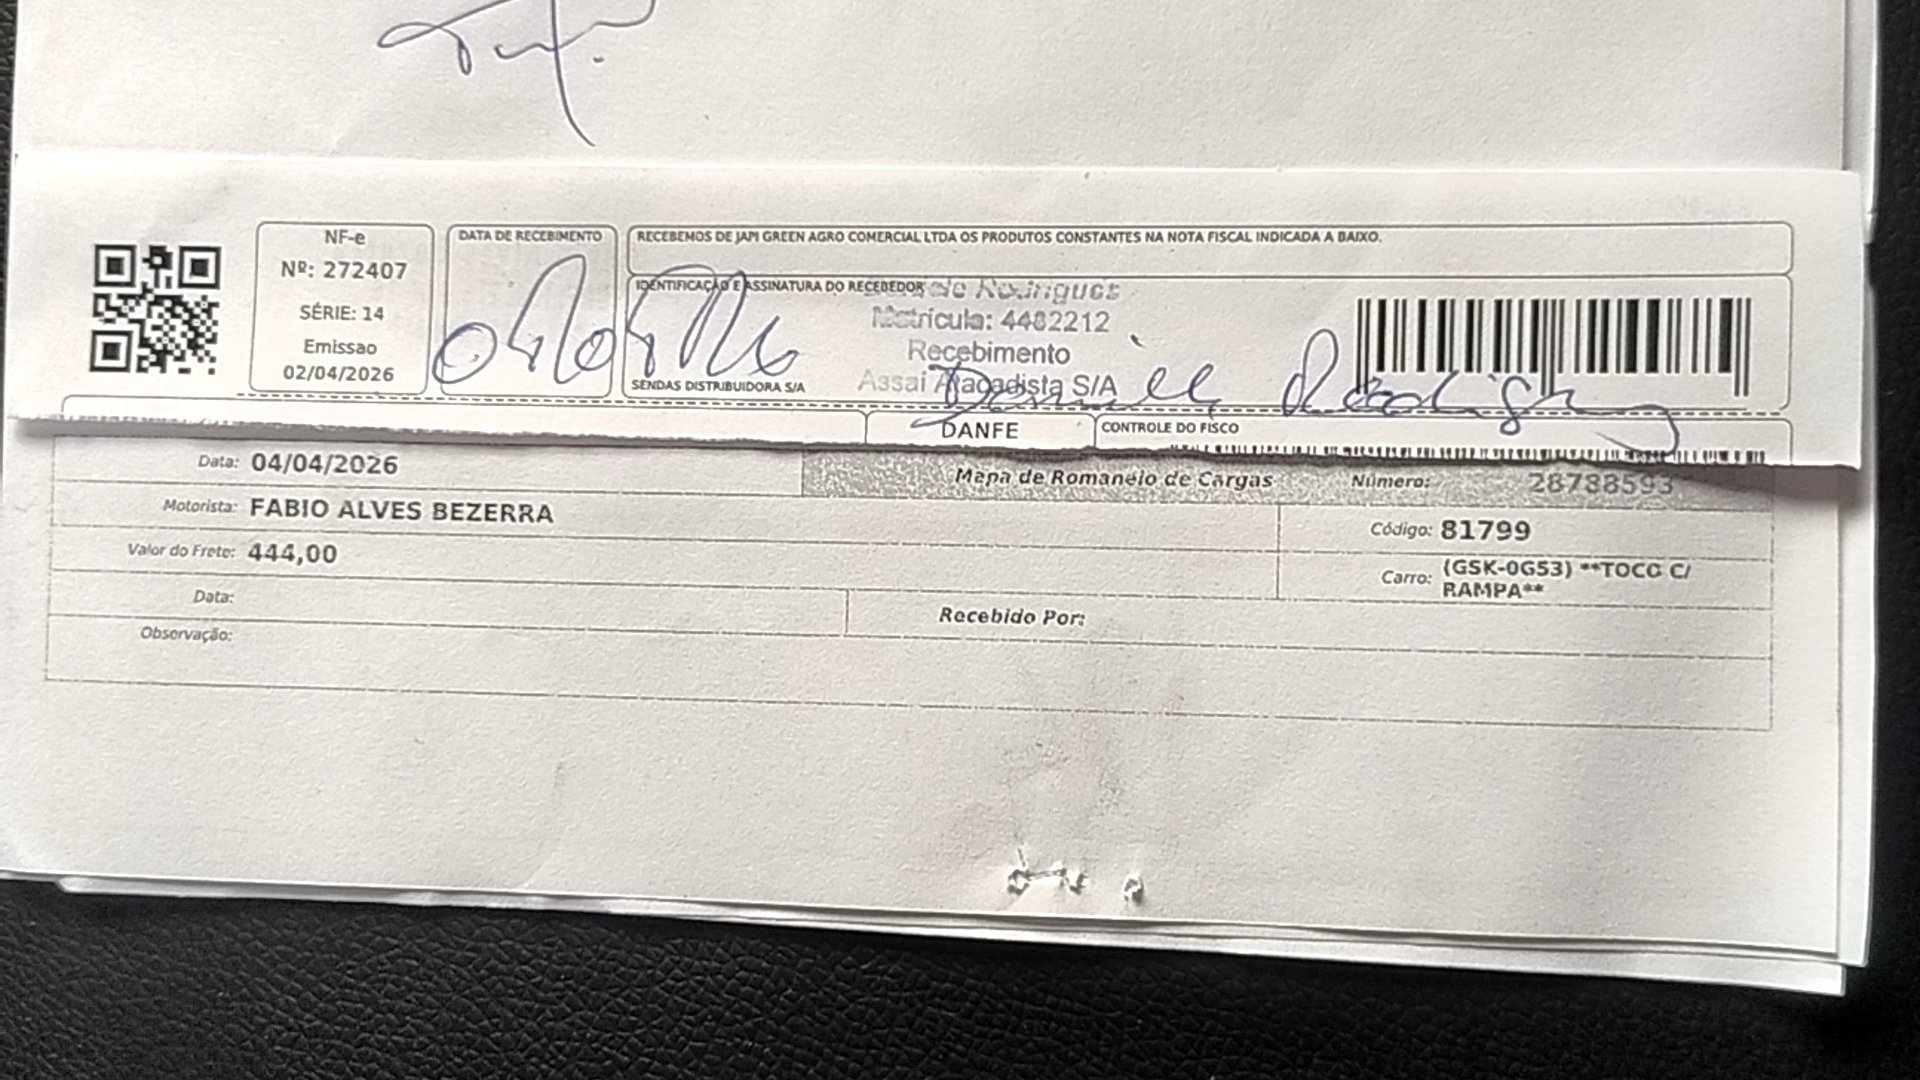 NF-e
Nº: 272407
SÉRIE: 14
Emissao
02/04/2026
DATA DE RECEBIMENTO
RECEBEMOS DE JAPI GREEN AGRO COMERCIAL LTDA OS PRODUTOS CONSTANTES NA NOTA FISCAL INDICADA A BAIXO.
IDENTIFICAÇÃO E ASSINATURA DO RECEBEDOR
Rodrigues
Matrícula: 4482212
Recebimento
Assaí Atacadista S/A
SENDAS DISTRIBUIDORA S/A
DANFE
CONTROLE DO FISCO
Data: 04/04/2026
Mapa de Romaneio de Cargas Número: 28788593
Motorista: FABIO ALVES BEZERRA
Código: 81799
Valor do Frete: 444,00
Carro: (GSK-0G53) **TOCO C/
RAMPA**
Data:
Recebido Por:
Observação: